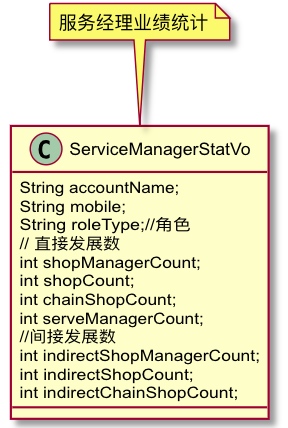 服务经理业绩统计
C ServiceManagerStatVo
String accountName;
String mobile;
String roleType;//角色
// 直接发展数
int shopManagerCount;
int shopCount;
int chainShopCount;
int serveManagerCount;
//间接发展数
int indirectShopManagerCount;
int indirectShopCount;
int indirectChainShopCount;